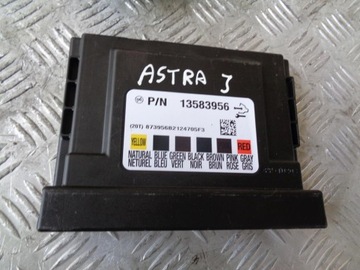 ASTRA J
P/N 13583956
(20T) 87395682124705F3
YELLOW RED
NATURAL BLUE GREEN BLACK BROWN PINK GRAY
NETUREL BLEU VERT NOIR BRUN ROSE GRIS